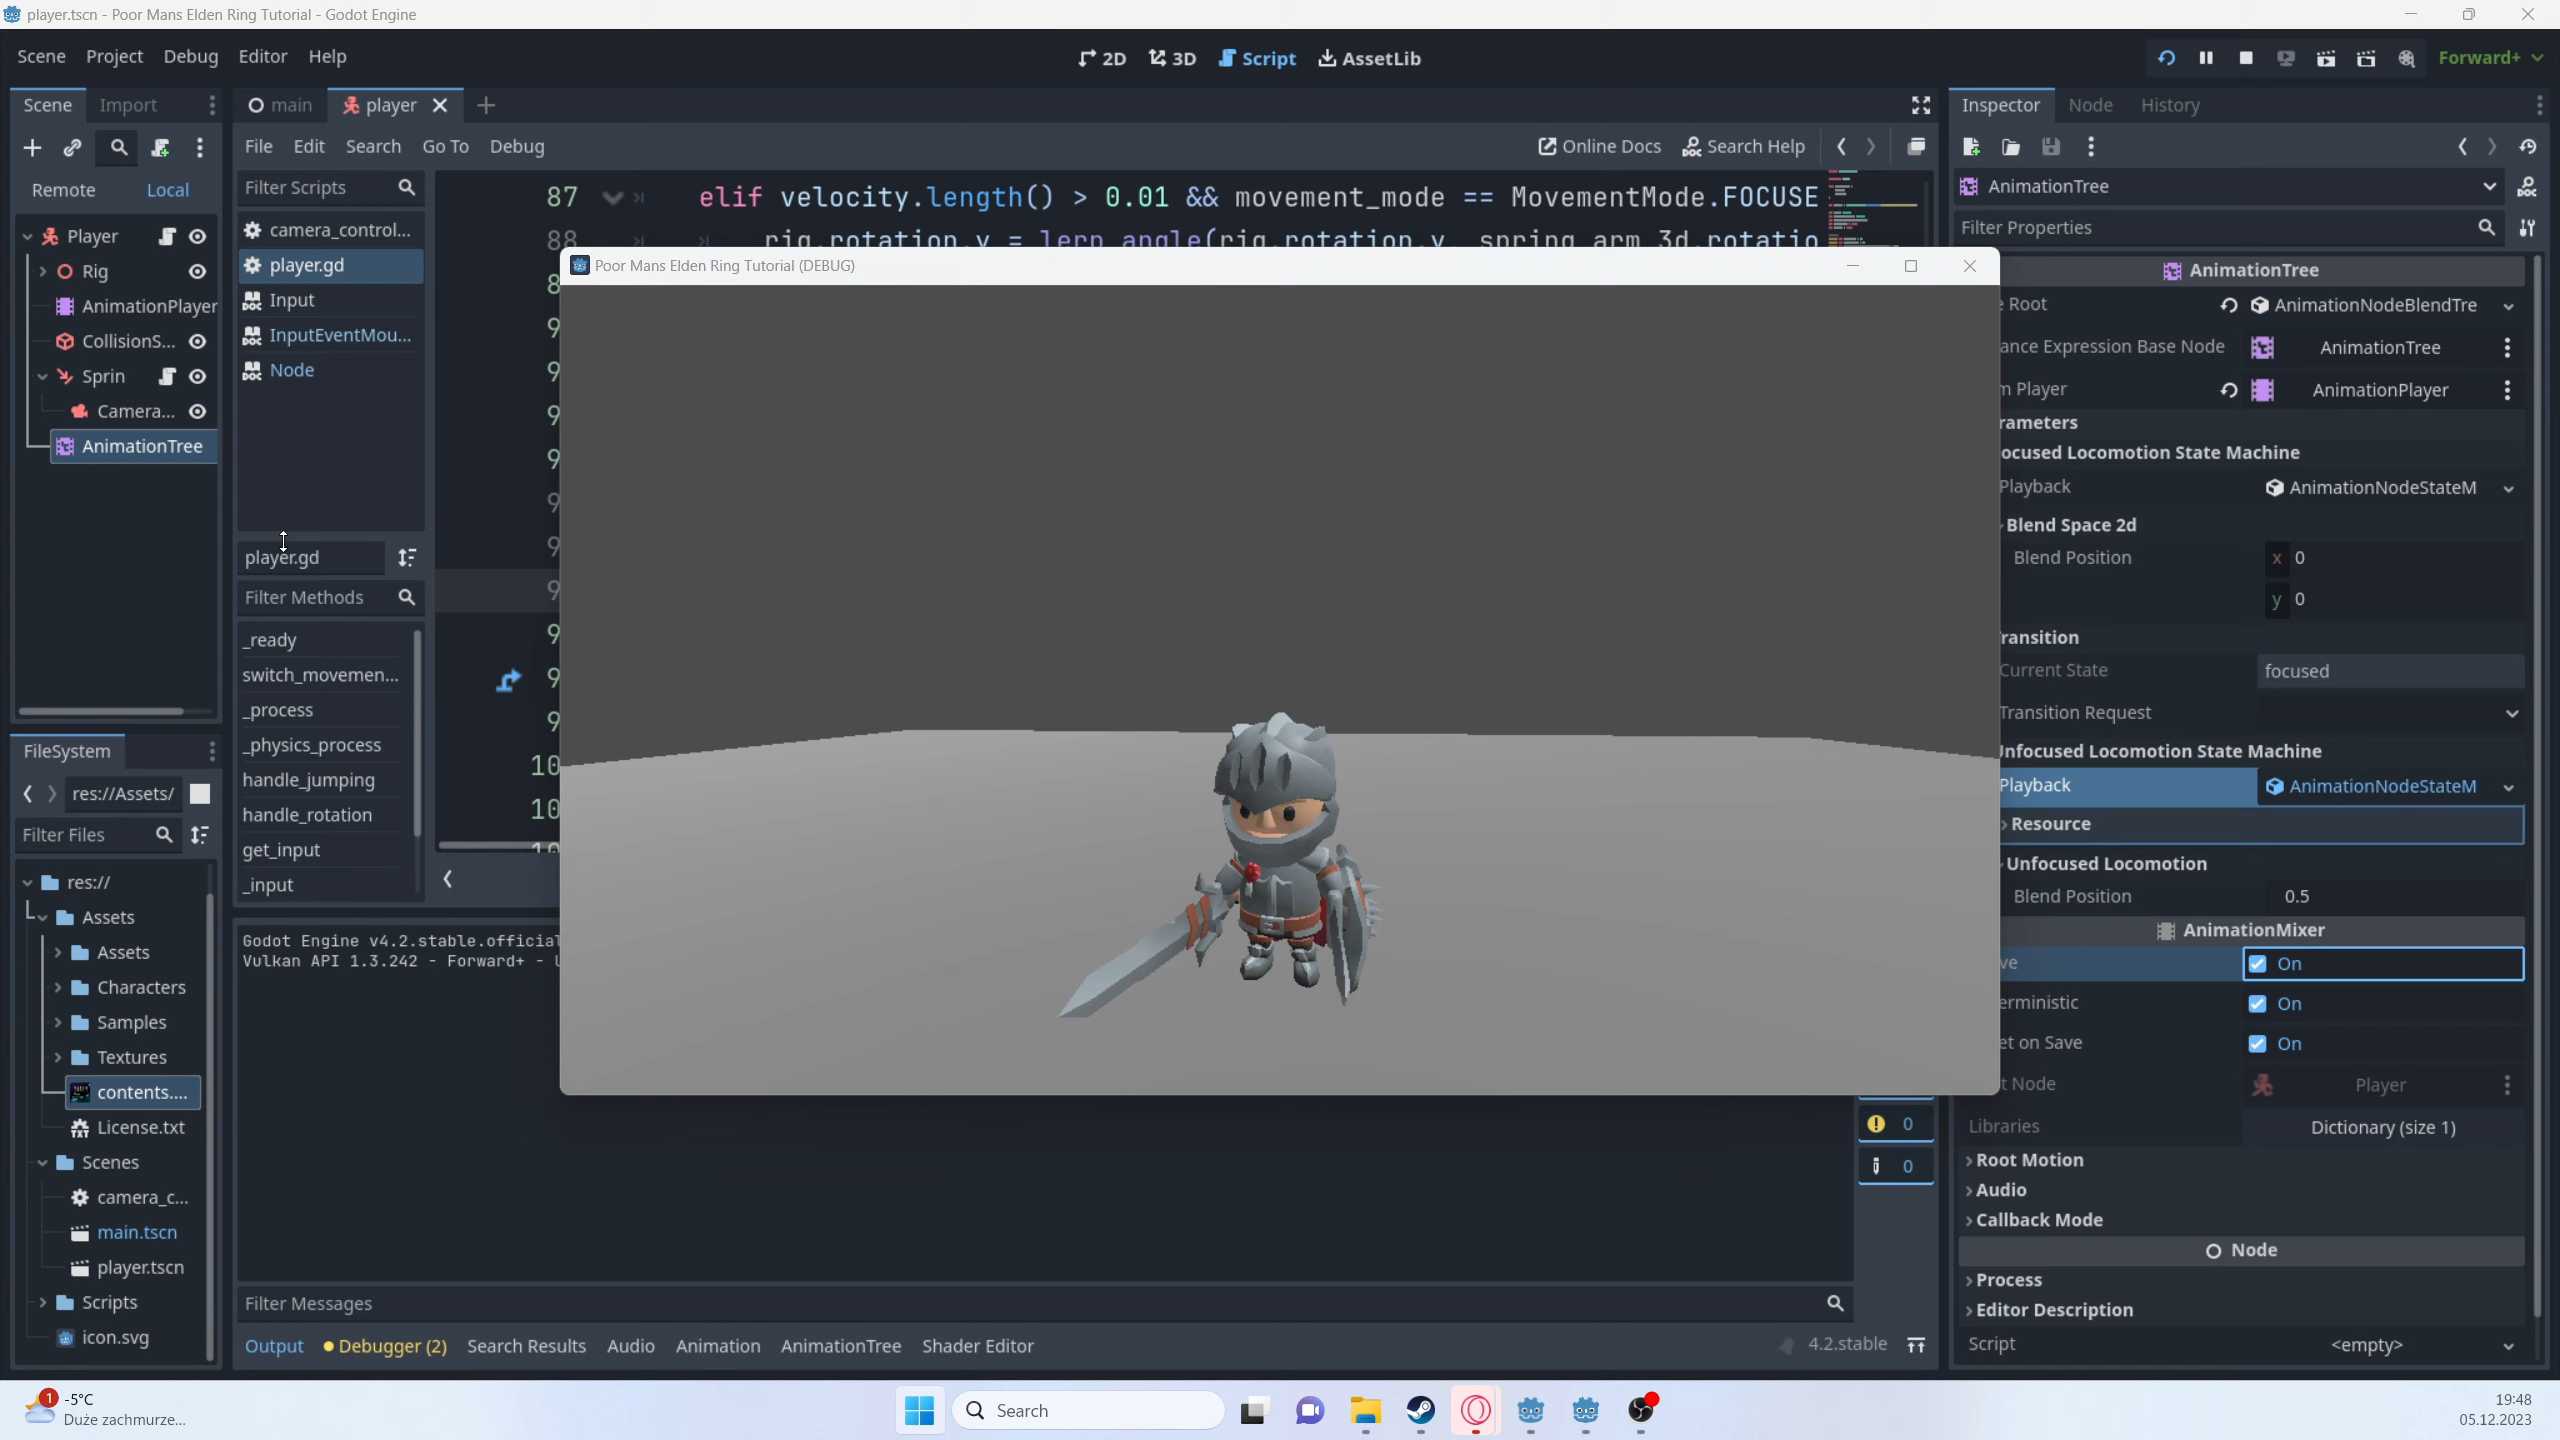 player.tscn - Poor Mans Elden Ring Tutorial - Godot Engine
Scene Project Debug Editor Help
2D 3D Script AssetLib
Forward+
Scene Import
main player
Inspector Node History
File Edit Search Go To Debug
Online Docs Search Help
Remote Local
Filter Scripts
AnimationTree
Filter Properties
Player
Rig
AnimationPlayer
CollisionS...
Sprin
Camera...
AnimationTree
camera_control...
player.gd
Input
InputEventMou...
Node
87 elif velocity.length() > 0.01 && movement_mode == MovementMode.FOCUSE
88 rig.rotation.y = lerp_angle(rig.rotation.y, spring_arm_3d.rotatio
Poor Mans Elden Ring Tutorial (DEBUG)
player.gd
Filter Methods
_ready
switch_movemen...
_process
_physics_process
handle_jumping
handle_rotation
get_input
_input
AnimationTree
Root AnimationNodeBlendTre
ance Expression Base Node AnimationTree
m Player AnimationPlayer
rameters
ocused Locomotion State Machine
Playback AnimationNodeStateM
Blend Space 2d
Blend Position x 0
y 0
ransition
Current State focused
Transition Request
nfocused Locomotion State Machine
Playback AnimationNodeStateM
Resource
Unfocused Locomotion
Blend Position 0.5
AnimationMixer
ve On
erministic On
et on Save On
t Node Player
Libraries Dictionary (size 1)
Root Motion
Audio
Callback Mode
Node
Process
Editor Description
Script <empty>
FileSystem
res://Assets/
Filter Files
res://
Assets
Assets
Characters
Samples
Textures
contents....
License.txt
Scenes
camera_c...
main.tscn
player.tscn
Scripts
icon.svg
Godot Engine v4.2.stable.official
Vulkan API 1.3.242 - Forward+ - U
0
0
Filter Messages
Output Debugger (2) Search Results Audio Animation AnimationTree Shader Editor
4.2.stable
1
-5°C
Duże zachmurze...
Search
19:48
05.12.2023